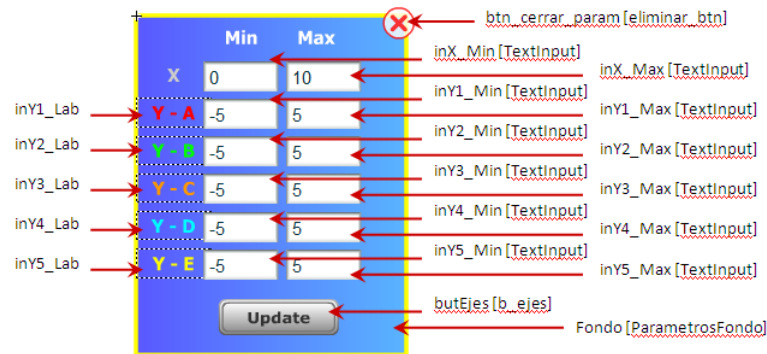 btn_cerrar_param [eliminar_btn]
Min Max
inX_Min [TextInput]
X 0 10
inX_Max [TextInput]
inY1_Min [TextInput]
inY1_Lab Y - A -5 5 inY1_Max [TextInput]
inY2_Min [TextInput]
inY2_Lab Y - B -5 5 inY2_Max [TextInput]
inY3_Min [TextInput]
inY3_Lab Y - C -5 5 inY3_Max [TextInput]
inY4_Min [TextInput]
inY4_Lab Y - D -5 5 inY4_Max [TextInput]
inY5_Min [TextInput]
inY5_Lab Y - E -5 5 inY5_Max [TextInput]
butEjes [b_ejes]
Update
Fondo [ParametrosFondo]